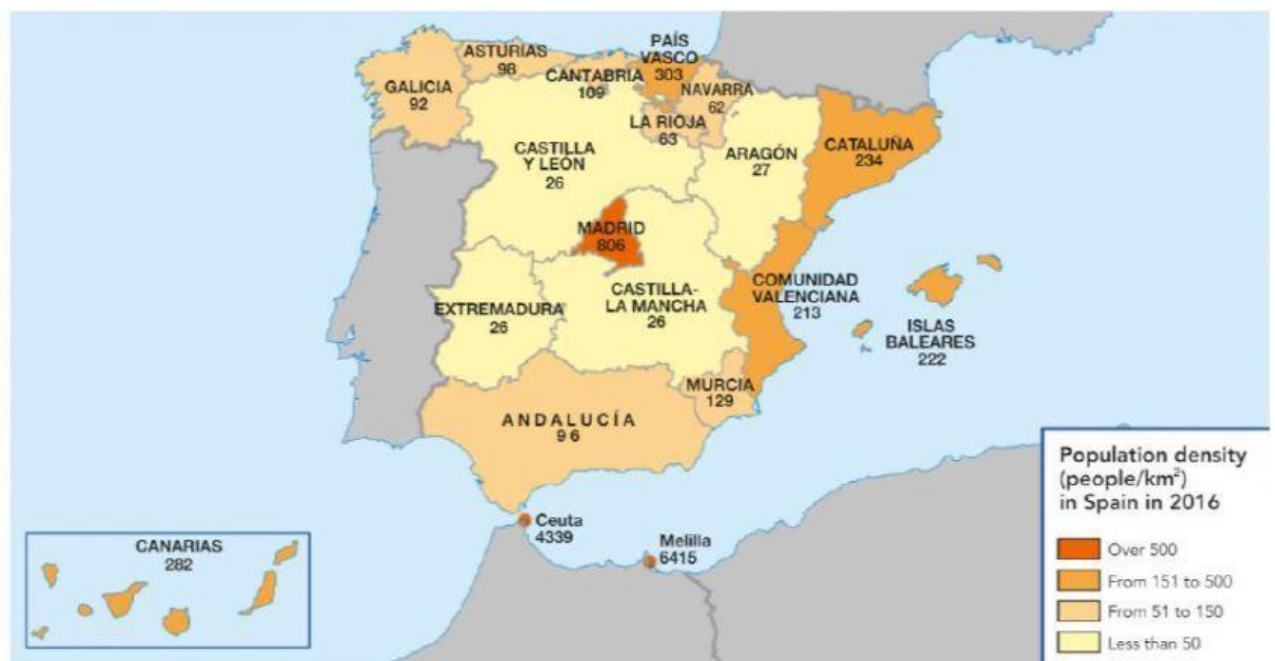 ASTURIAS
98
PAÍS
VASCO
303
CANTABRIA
109
GALICIA
92
NAVARRA
62
LA RIOJA
63
CASTILLA
Y LEÓN
26
ARAGÓN
27
CATALUÑA
234
MADRID
806
EXTREMADURA
26
CASTILLA-
LA MANCHA
26
COMUNIDAD
VALENCIANA
213
ISLAS
BALEARES
222
MURCIA
129
ANDALUCÍA
96
Ceuta
4339
Melilla
6415
CANARIAS
282
Population density
(people/km²)
in Spain in 2016
Over 500
From 151 to 500
From 51 to 150
Less than 50